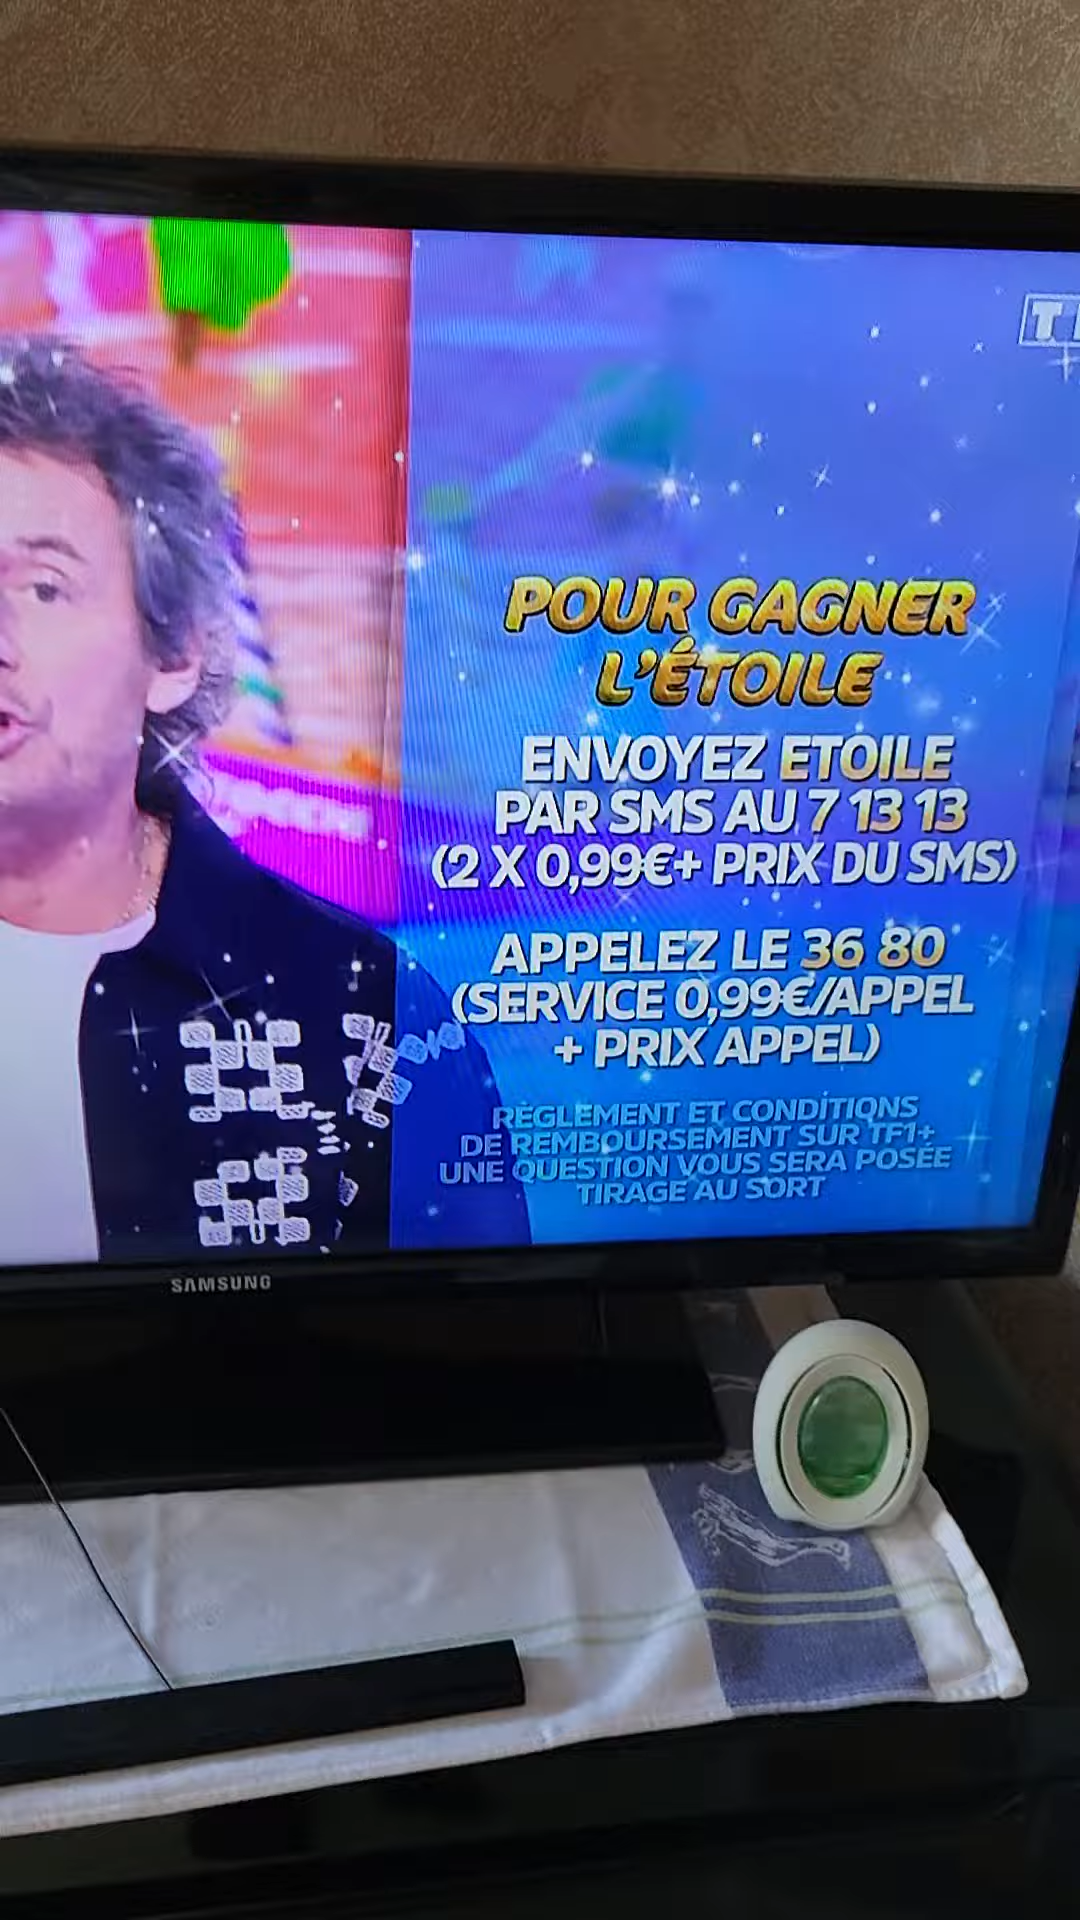 POUR GAGNER
L'ÉTOILE
ENVOYEZ ETOILE
PAR SMS AU 7 13 13
(2 X 0,99€+ PRIX DU SMS)
APPELEZ LE 36 80
(SERVICE 0,99€/APPEL
+ PRIX APPEL)
RÈGLEMENT ET CONDITIONS
DE REMBOURSEMENT SUR TF1+
UNE QUESTION VOUS SERA POSÉE
TIRAGE AU SORT
SAMSUNG